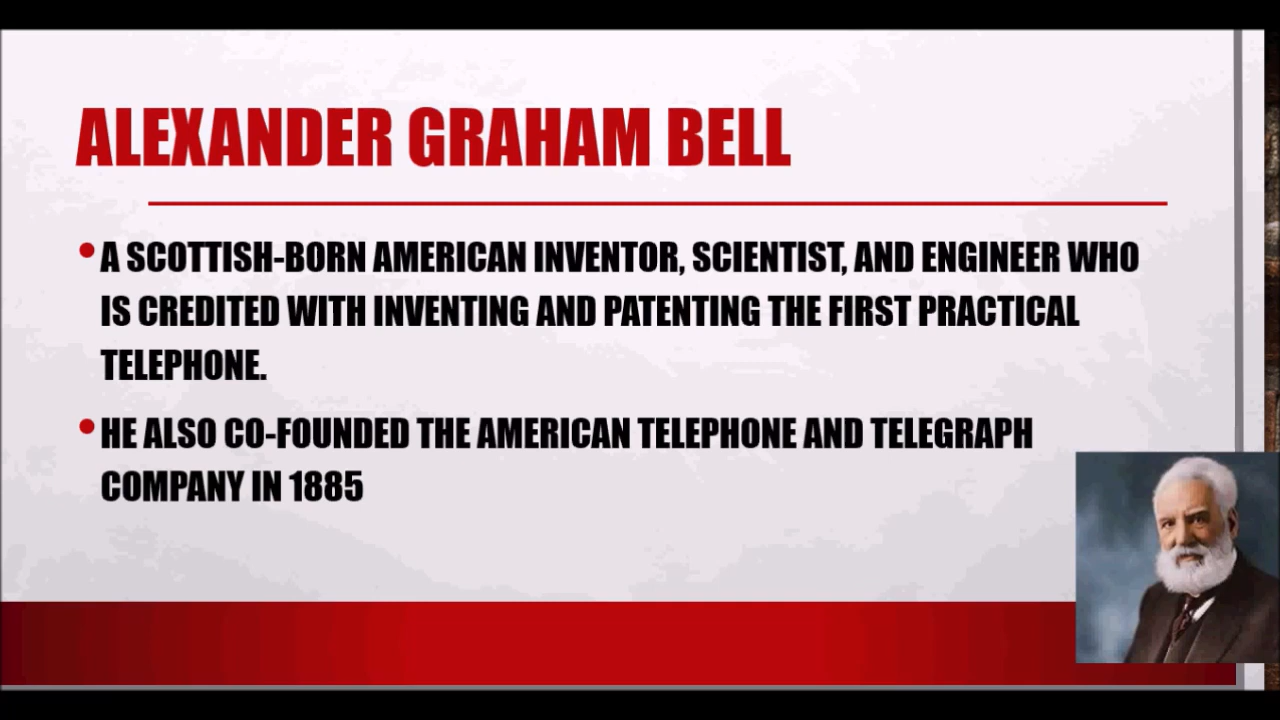 ALEXANDER GRAHAM BELL
• A SCOTTISH-BORN AMERICAN INVENTOR, SCIENTIST, AND ENGINEER WHO
IS CREDITED WITH INVENTING AND PATENTING THE FIRST PRACTICAL
TELEPHONE.
• HE ALSO CO-FOUNDED THE AMERICAN TELEPHONE AND TELEGRAPH
COMPANY IN 1885